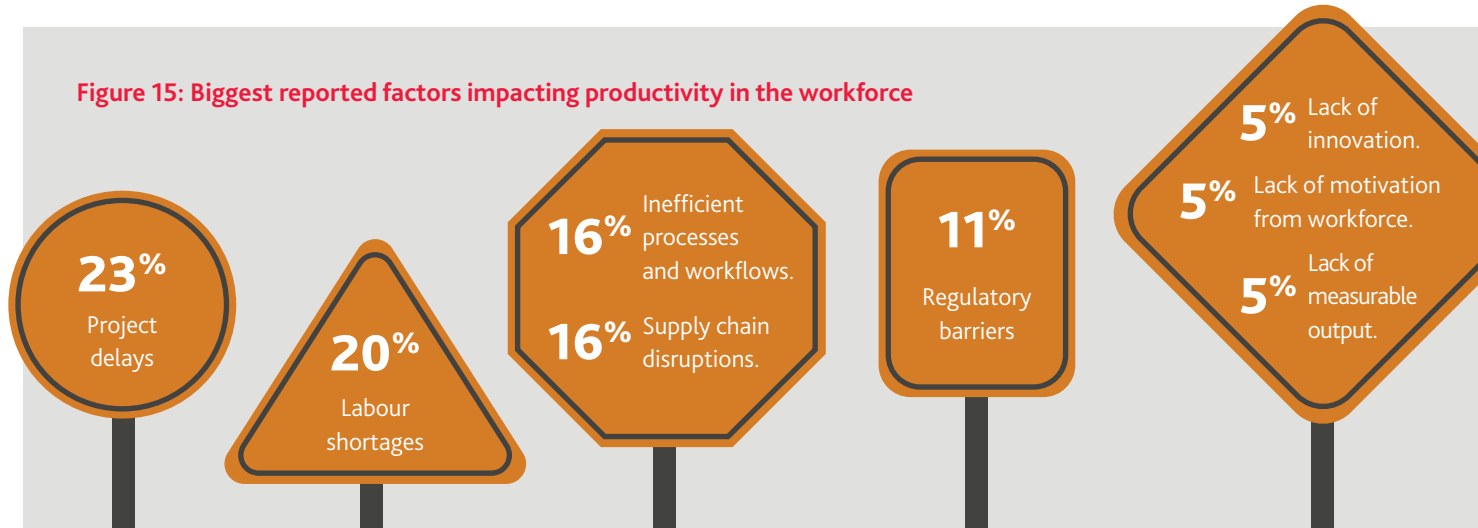 Figure 15: Biggest reported factors impacting productivity in the workforce
23%
Project
delays
20%
Labour
shortages
16% Inefficient
processes
and workflows.
16% Supply chain
disruptions.
11%
Regulatory
barriers
5% Lack of
innovation.
5% Lack of motivation
from workforce.
5% Lack of
measurable
output.